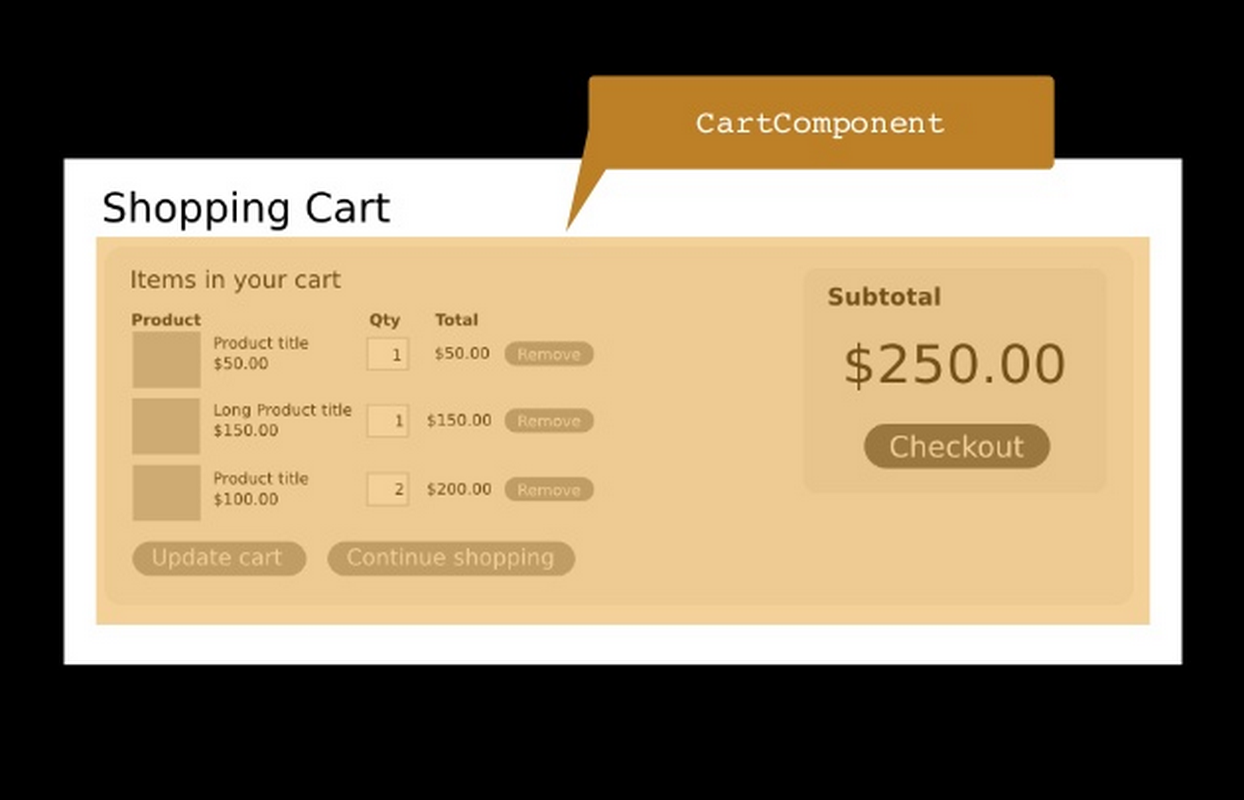 CartComponent
Shopping Cart
Items in your cart
Product Qty Total
Product title
$50.00
1 $50.00 Remove
Long Product title
$150.00
1 $150.00 Remove
Product title
$100.00
2 $200.00 Remove
Update cart Continue shopping
Subtotal
$250.00
Checkout